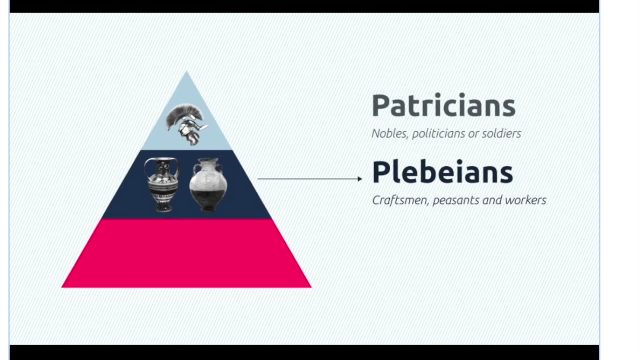 Patricians
Nobles, politicians or soldiers
Plebeians
Craftsmen, peasants and workers